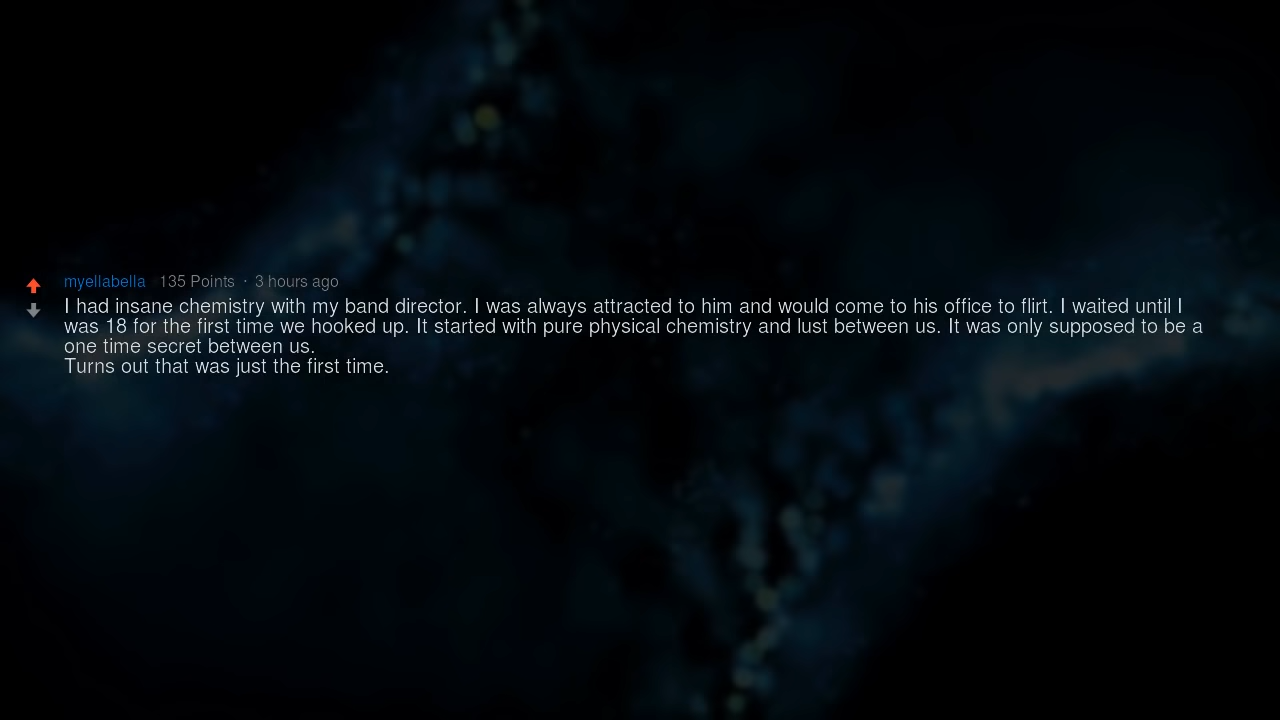 myellabella 135 Points · 3 hours ago
I had insane chemistry with my band director. I was always attracted to him and would come to his office to flirt. I waited until I
was 18 for the first time we hooked up. It started with pure physical chemistry and lust between us. It was only supposed to be a
one time secret between us.
Turns out that was just the first time.